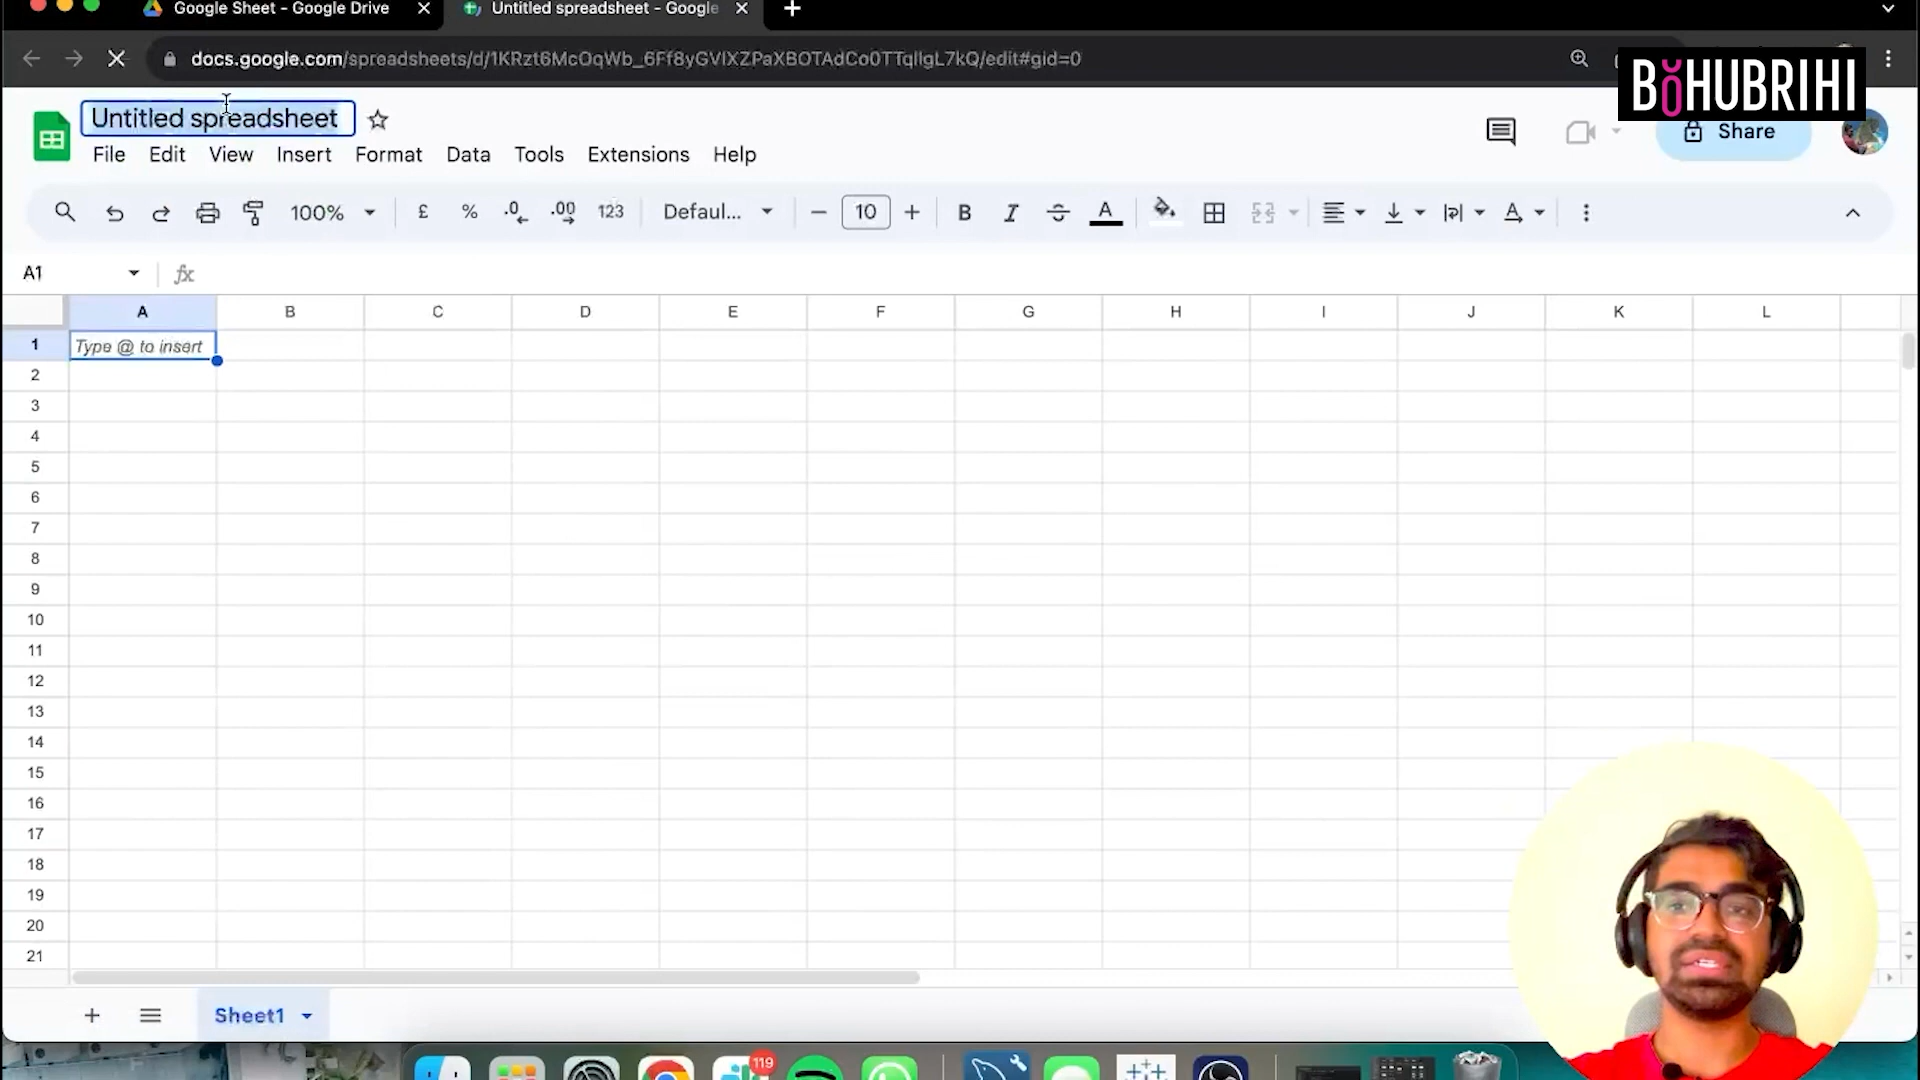 Google Sheet - Google Drive
Untitled spreadsheet - Google
docs.google.com/spreadsheets/d/1KRzt6McOqWb_6Ff8yGVIXZPaXBOTAdCo0TTqlIgL7kQ/edit#gid=0
BOHUBRIHI
Untitled spreadsheet
File Edit View Insert Format Data Tools Extensions Help
Share
100% £ % .0 .00 123 Defaul... 10 B I S A A
A1 fx
A B C D E F G H I J K L
1 Type @ to insert
2
3
4
5
6
7
8
9
10
11
12
13
14
15
16
17
18
19
20
21
Sheet1
119